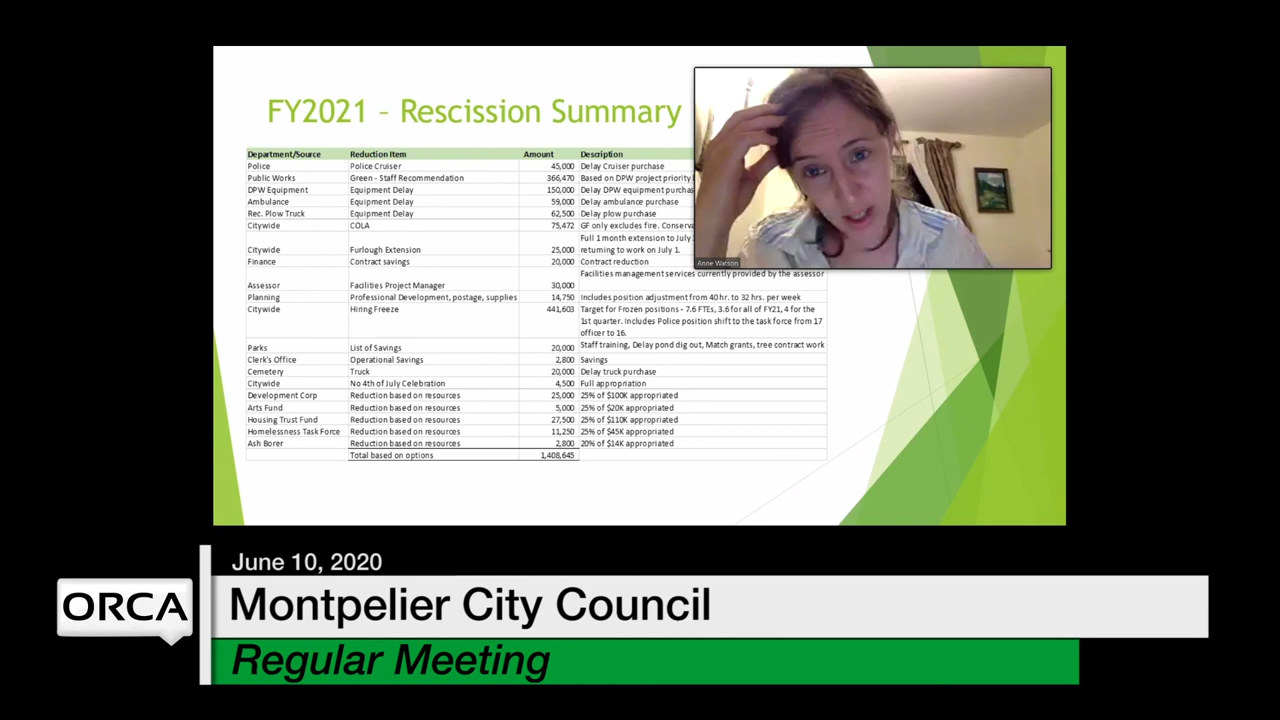 FY2021 – Rescission Summary
Department/Source Reduction Item Amount Description
Police Police Cruiser 45,000 Delay Cruiser purchase
Public Works Green - Staff Recommendation 366,470 Based on DPW project priority
DPW Equipment Equipment Delay 150,000 Delay DPW equipment purchas
Ambulance Equipment Delay 59,000 Delay ambulance purchase
Rec. Plow Truck Equipment Delay 62,500 Delay plow purchase
Citywide COLA 75,472 GF only excludes fire. Conserva
Full 1 month extension to July
Citywide Furlough Extension 25,000 returning to work on July 1.
Finance Contract savings 20,000 Contract reduction
Facilities management services currently provided by the assessor
Assessor Facilities Project Manager 30,000
Planning Professional Development, postage, supplies 14,750 Includes position adjustment from 40 hr. to 32 hrs. per week
Citywide Hiring Freeze 441,603 Target for Frozen positions - 7.6 FTEs, 3.6 for all of FY21, 4 for the
1st quarter. Includes Police position shift to the task force from 17
officer to 16.
Parks List of Savings 20,000 Staff training, Delay pond dig out, Match grants, tree contract work
Clerk's Office Operational Savings 2,800 Savings
Cemetery Truck 20,000 Delay truck purchase
Citywide No 4th of July Celebration 4,500 Full appropriation
Development Corp Reduction based on resources 25,000 25% of $100K appropriated
Arts Fund Reduction based on resources 5,000 25% of $20K appropriated
Housing Trust Fund Reduction based on resources 27,500 25% of $110K appropriated
Homelessness Task Force Reduction based on resources 11,250 25% of $45K appropriated
Ash Borer Reduction based on resources 2,800 20% of $14K appropriated
Total based on options 1,408,645
Anne Watson
June 10, 2020
ORCA
Montpelier City Council
Regular Meeting